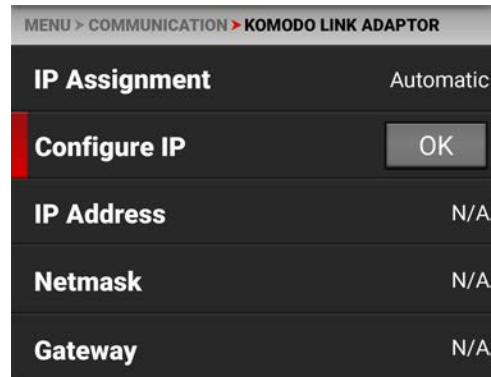 MENU > COMMUNICATION > KOMODO LINK ADAPTOR
IP Assignment Automatic
Configure IP OK
IP Address N/A
Netmask N/A
Gateway N/A